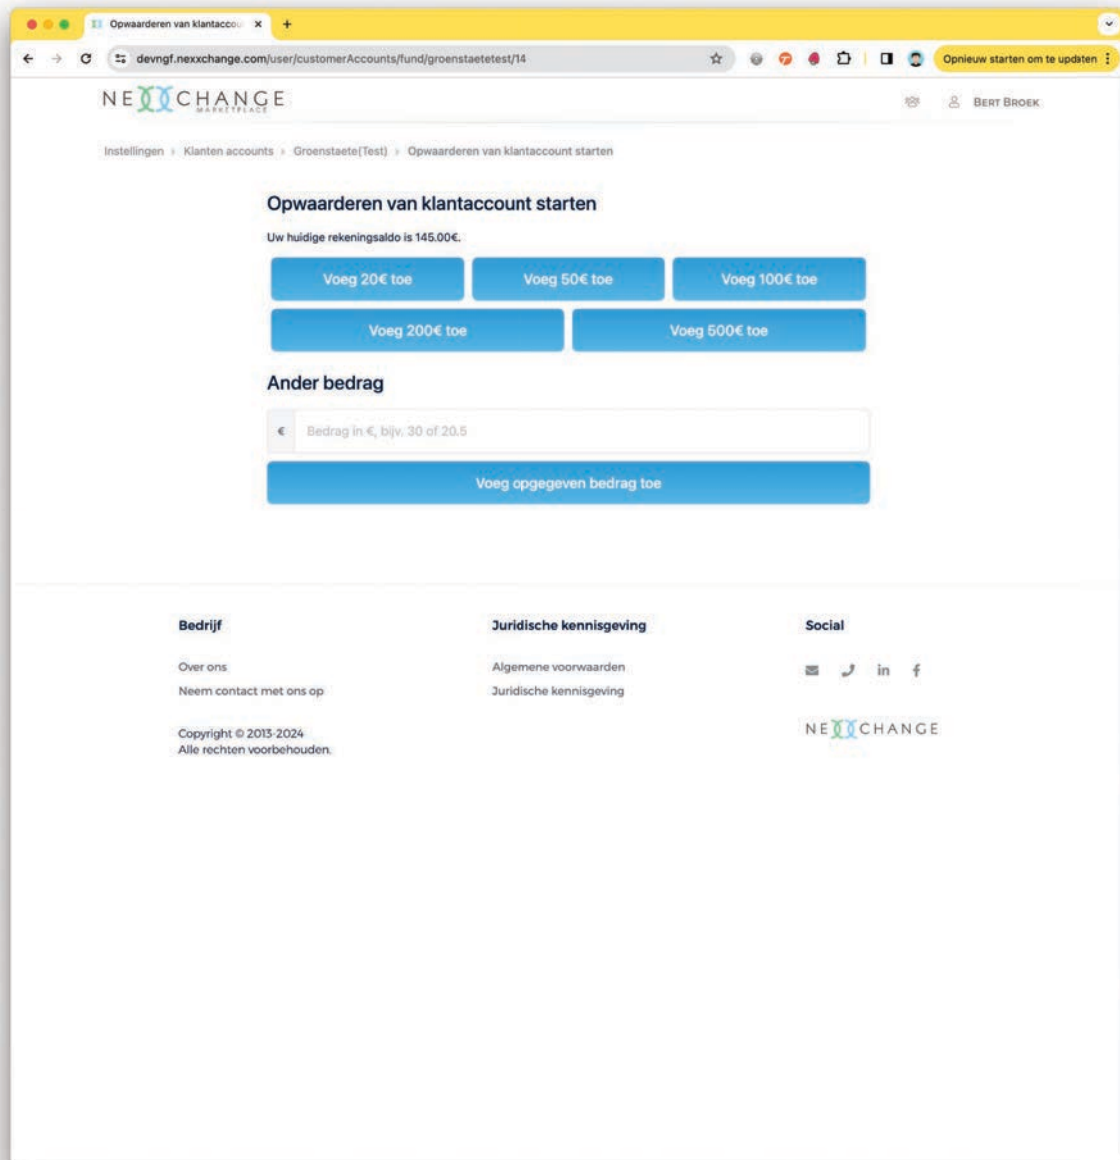 Opwaarderen van klantaccou
devngf.nexxchange.com/user/customerAccounts/fund/groenstaetetest/14
Opnieuw starten om te updaten
NEXXCHANGE
MARKETPLACE
BERT BROEK
Instellingen › Klanten accounts › Groenstaete(Test) › Opwaarderen van klantaccount starten
Opwaarderen van klantaccount starten
Uw huidige rekeningsaldo is 145.00€.
Voeg 20€ toe Voeg 50€ toe Voeg 100€ toe
Voeg 200€ toe Voeg 500€ toe
Ander bedrag
€ Bedrag in €, bijv. 30 of 20.5
Voeg opgegeven bedrag toe
Bedrijf Juridische kennisgeving Social
Over ons Algemene voorwaarden
Neem contact met ons op Juridische kennisgeving
in f
Copyright © 2013-2024
Alle rechten voorbehouden.
NEXXCHANGE